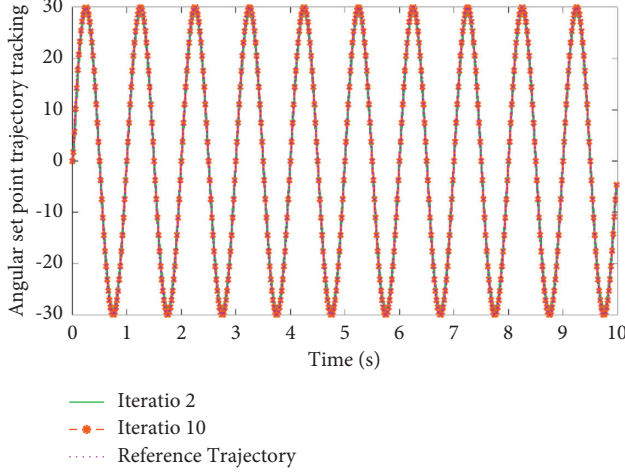 Angular set point trajectory tracking
30
20
10
0
-10
-20
-30
0 1 2 3 4 5 6 7 8 9 10
Time (s)
Iteratio 2
Iteratio 10
Reference Trajectory